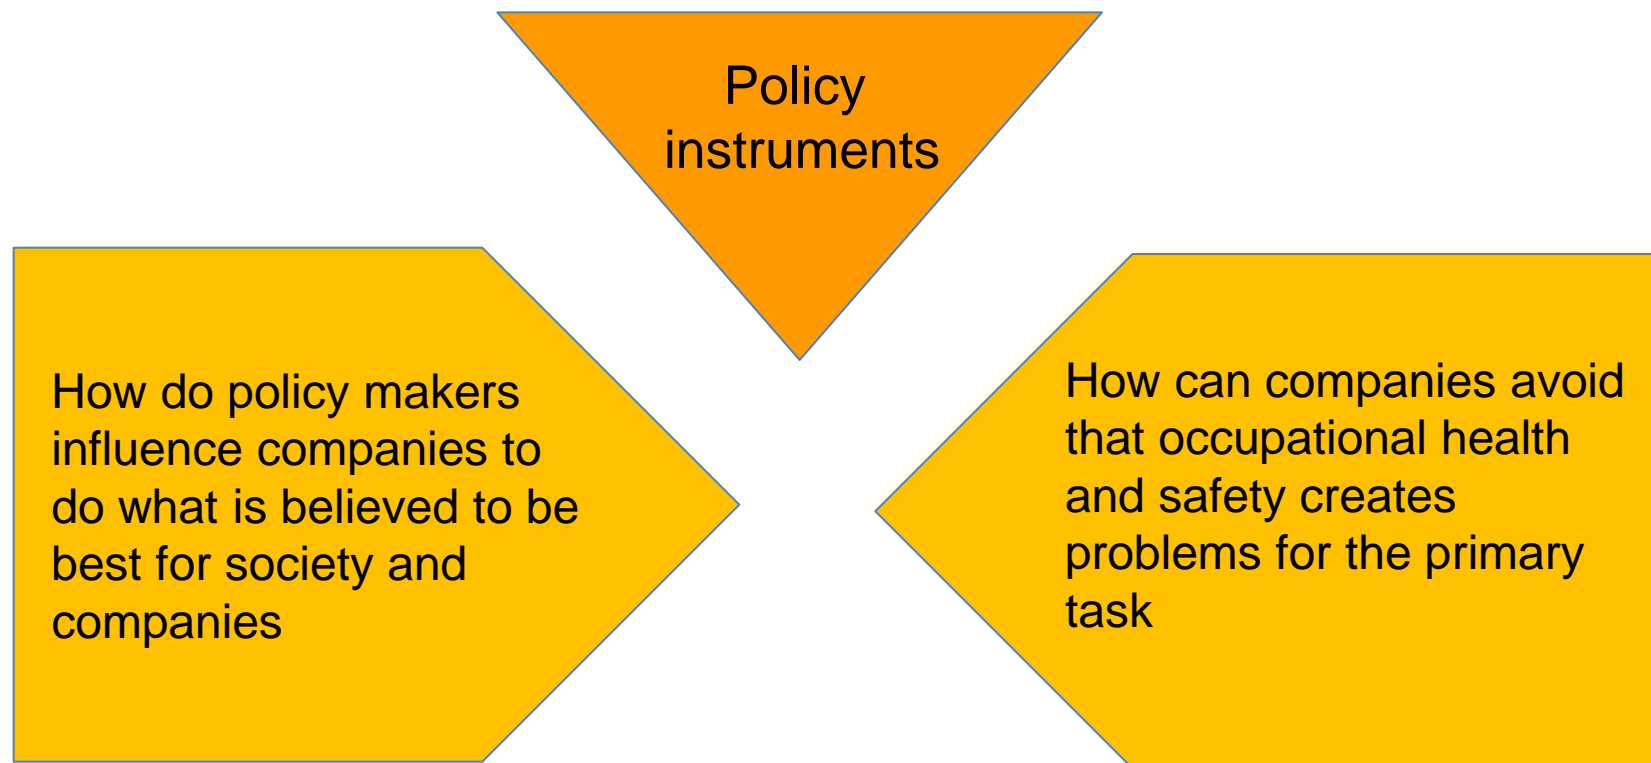 Policy
instruments
How do policy makers
influence companies to
do what is believed to be
best for society and
companies
How can companies avoid
that occupational health
and safety creates
problems for the primary
task